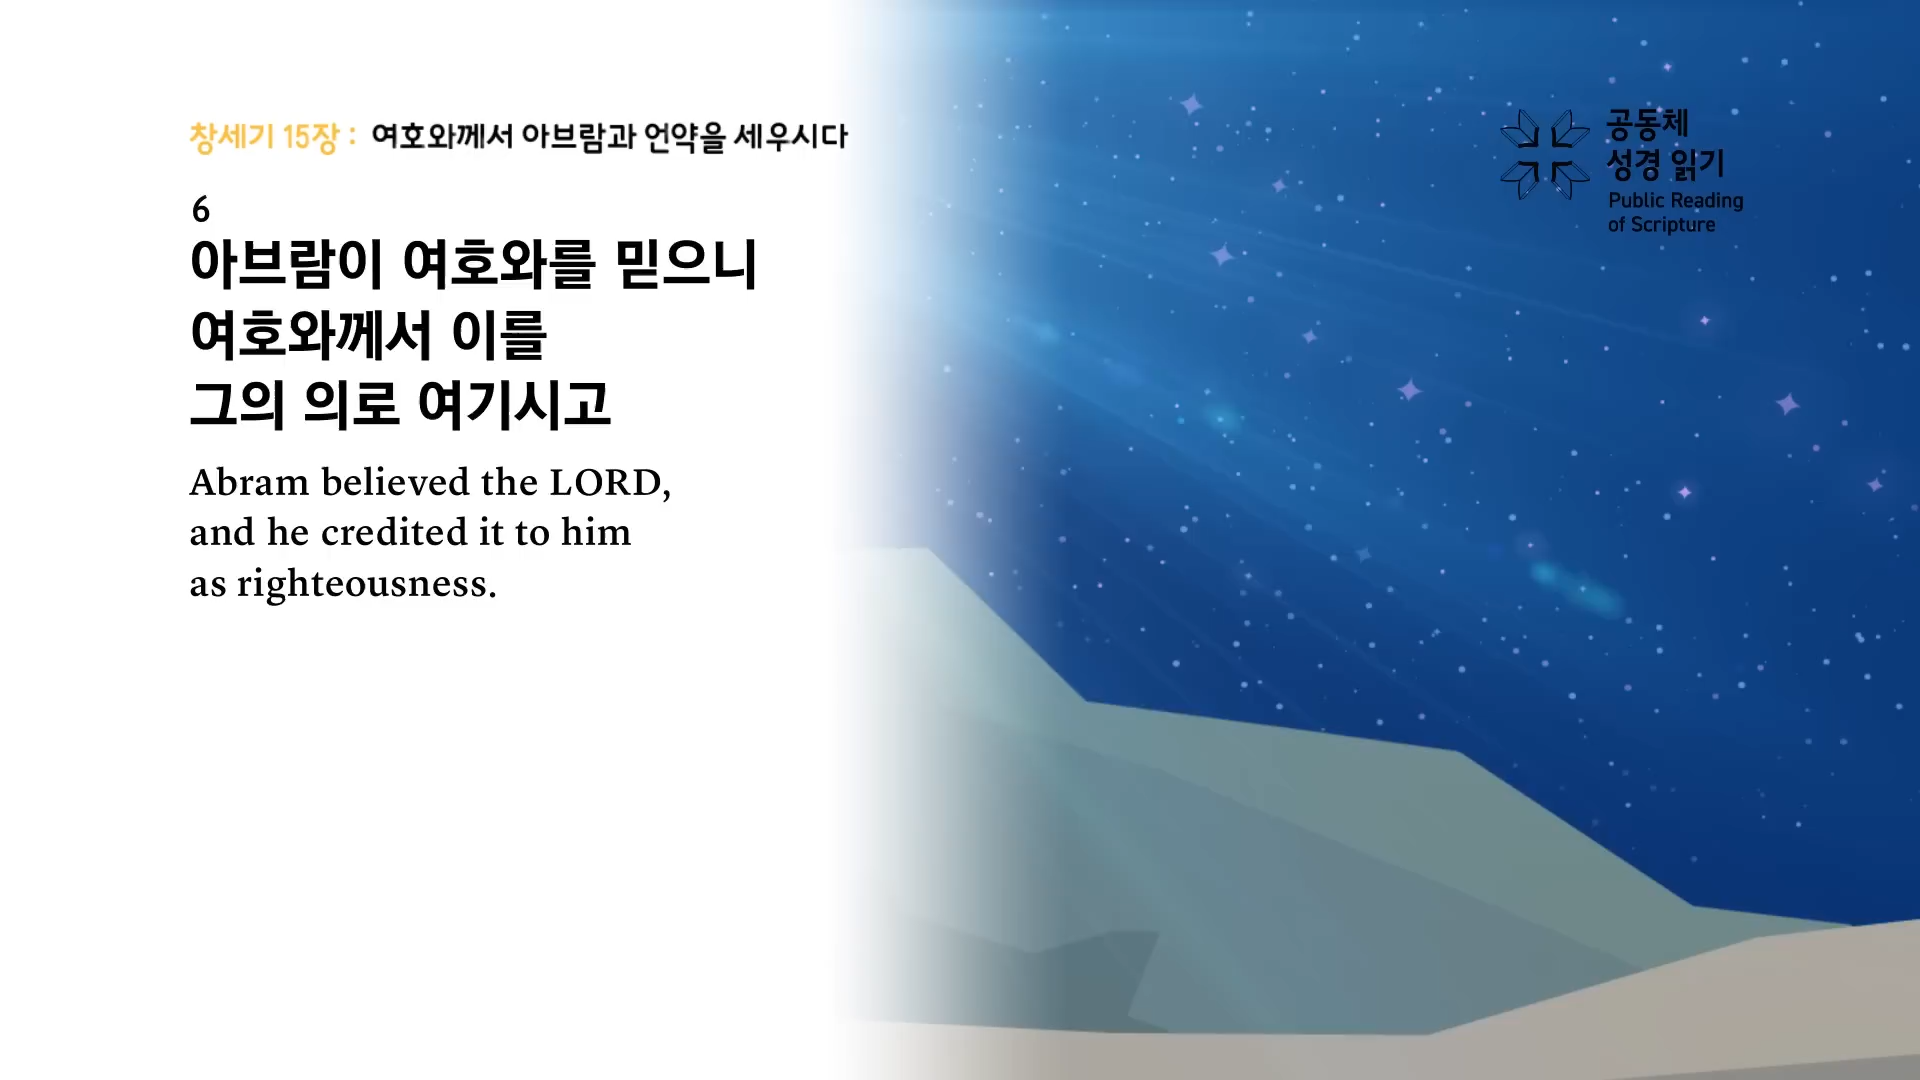 창세기 15장 : 여호와께서 아브람과 언약을 세우시다
6
아브람이 여호와를 믿으니
여호와께서 이를
그의 의로 여기시고
Abram believed the LORD,
and he credited it to him
as righteousness.
공동체
성경 읽기
Public Reading
of Scripture